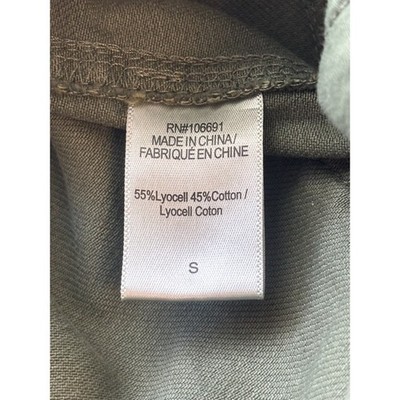 RN#106691
MADE IN CHINA/
FABRIQUÉ EN CHINE
55%Lyocell 45%Cotton/
Lyocell Coton
S